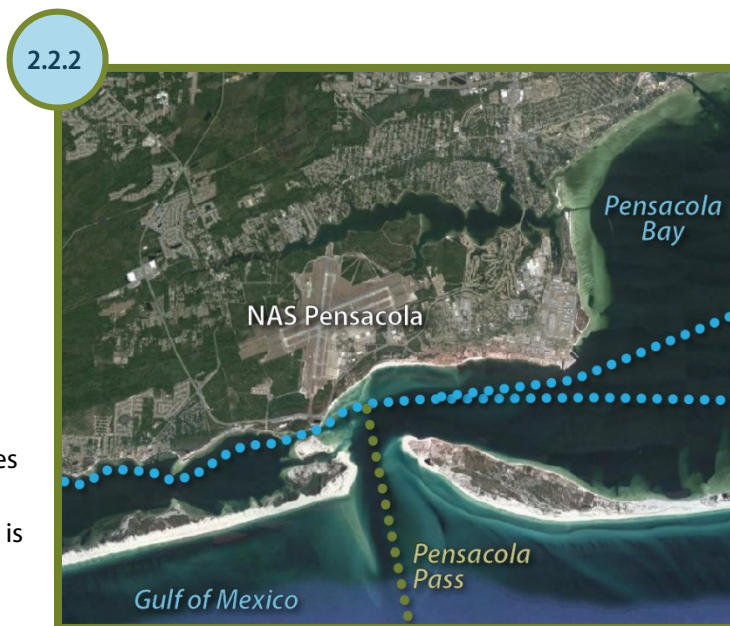 2.2.2
Pensacola
Bay
NAS Pensacola
es
is
Pensacola
Pass
Gulf of Mexico